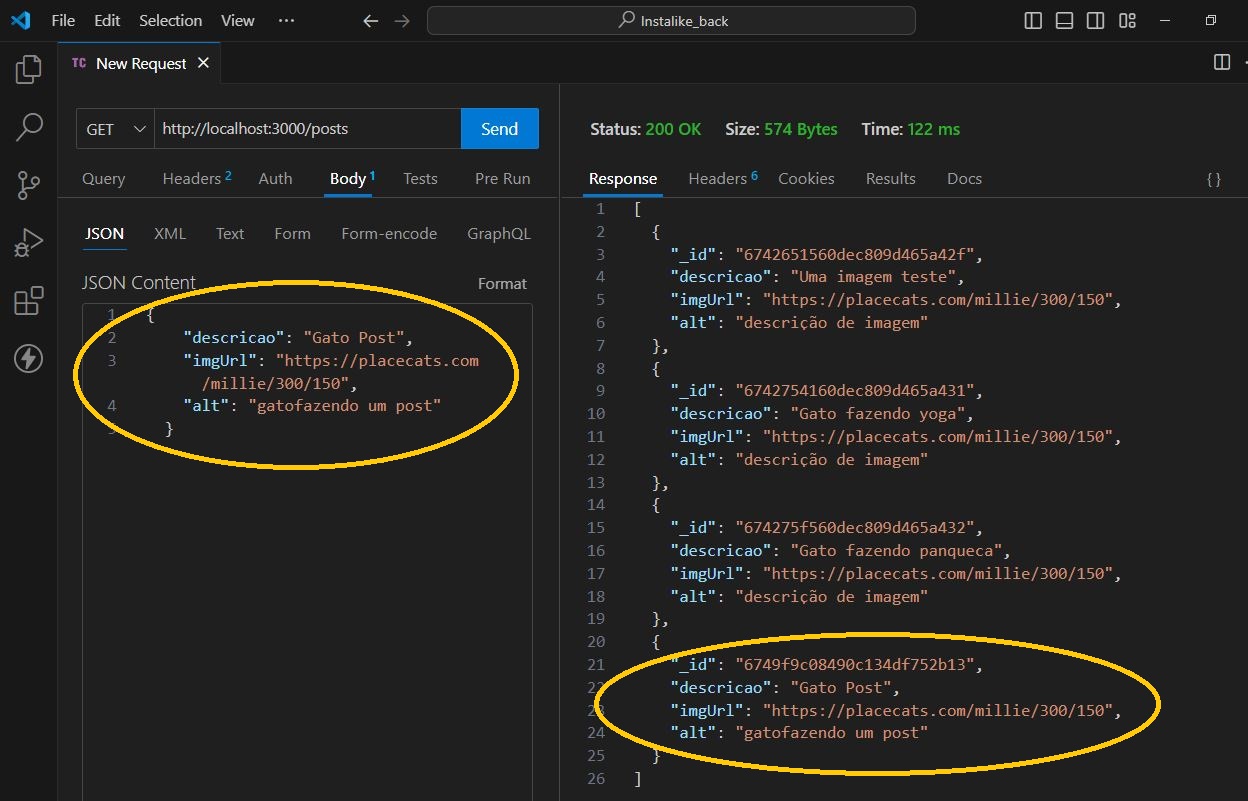 File Edit Selection View ··· Instalike_back
TC New Request
GET http://localhost:3000/posts Send
Query Headers 2 Auth Body 1 Tests Pre Run
JSON XML Text Form Form-encode GraphQL
JSON Content Format
1 {
2 "descricao": "Gato Post",
3 "imgUrl": "https://placecats.com
/millie/300/150",
4 "alt": "gatofazendo um post"
5 }
Status: 200 OK Size: 574 Bytes Time: 122 ms
Response Headers 6 Cookies Results Docs { }
1 [
2 {
3 "_id": "6742651560dec809d465a42f",
4 "descricao": "Uma imagem teste",
5 "imgUrl": "https://placecats.com/millie/300/150",
6 "alt": "descrição de imagem"
7 },
8 {
9 "_id": "6742754160dec809d465a431",
10 "descricao": "Gato fazendo yoga",
11 "imgUrl": "https://placecats.com/millie/300/150",
12 "alt": "descrição de imagem"
13 },
14 {
15 "_id": "674275f560dec809d465a432",
16 "descricao": "Gato fazendo panqueca",
17 "imgUrl": "https://placecats.com/millie/300/150",
18 "alt": "descrição de imagem"
19 },
20 {
21 "_id": "6749f9c08490c134df752b13",
22 "descricao": "Gato Post",
23 "imgUrl": "https://placecats.com/millie/300/150",
24 "alt": "gatofazendo um post"
25 }
26 ]